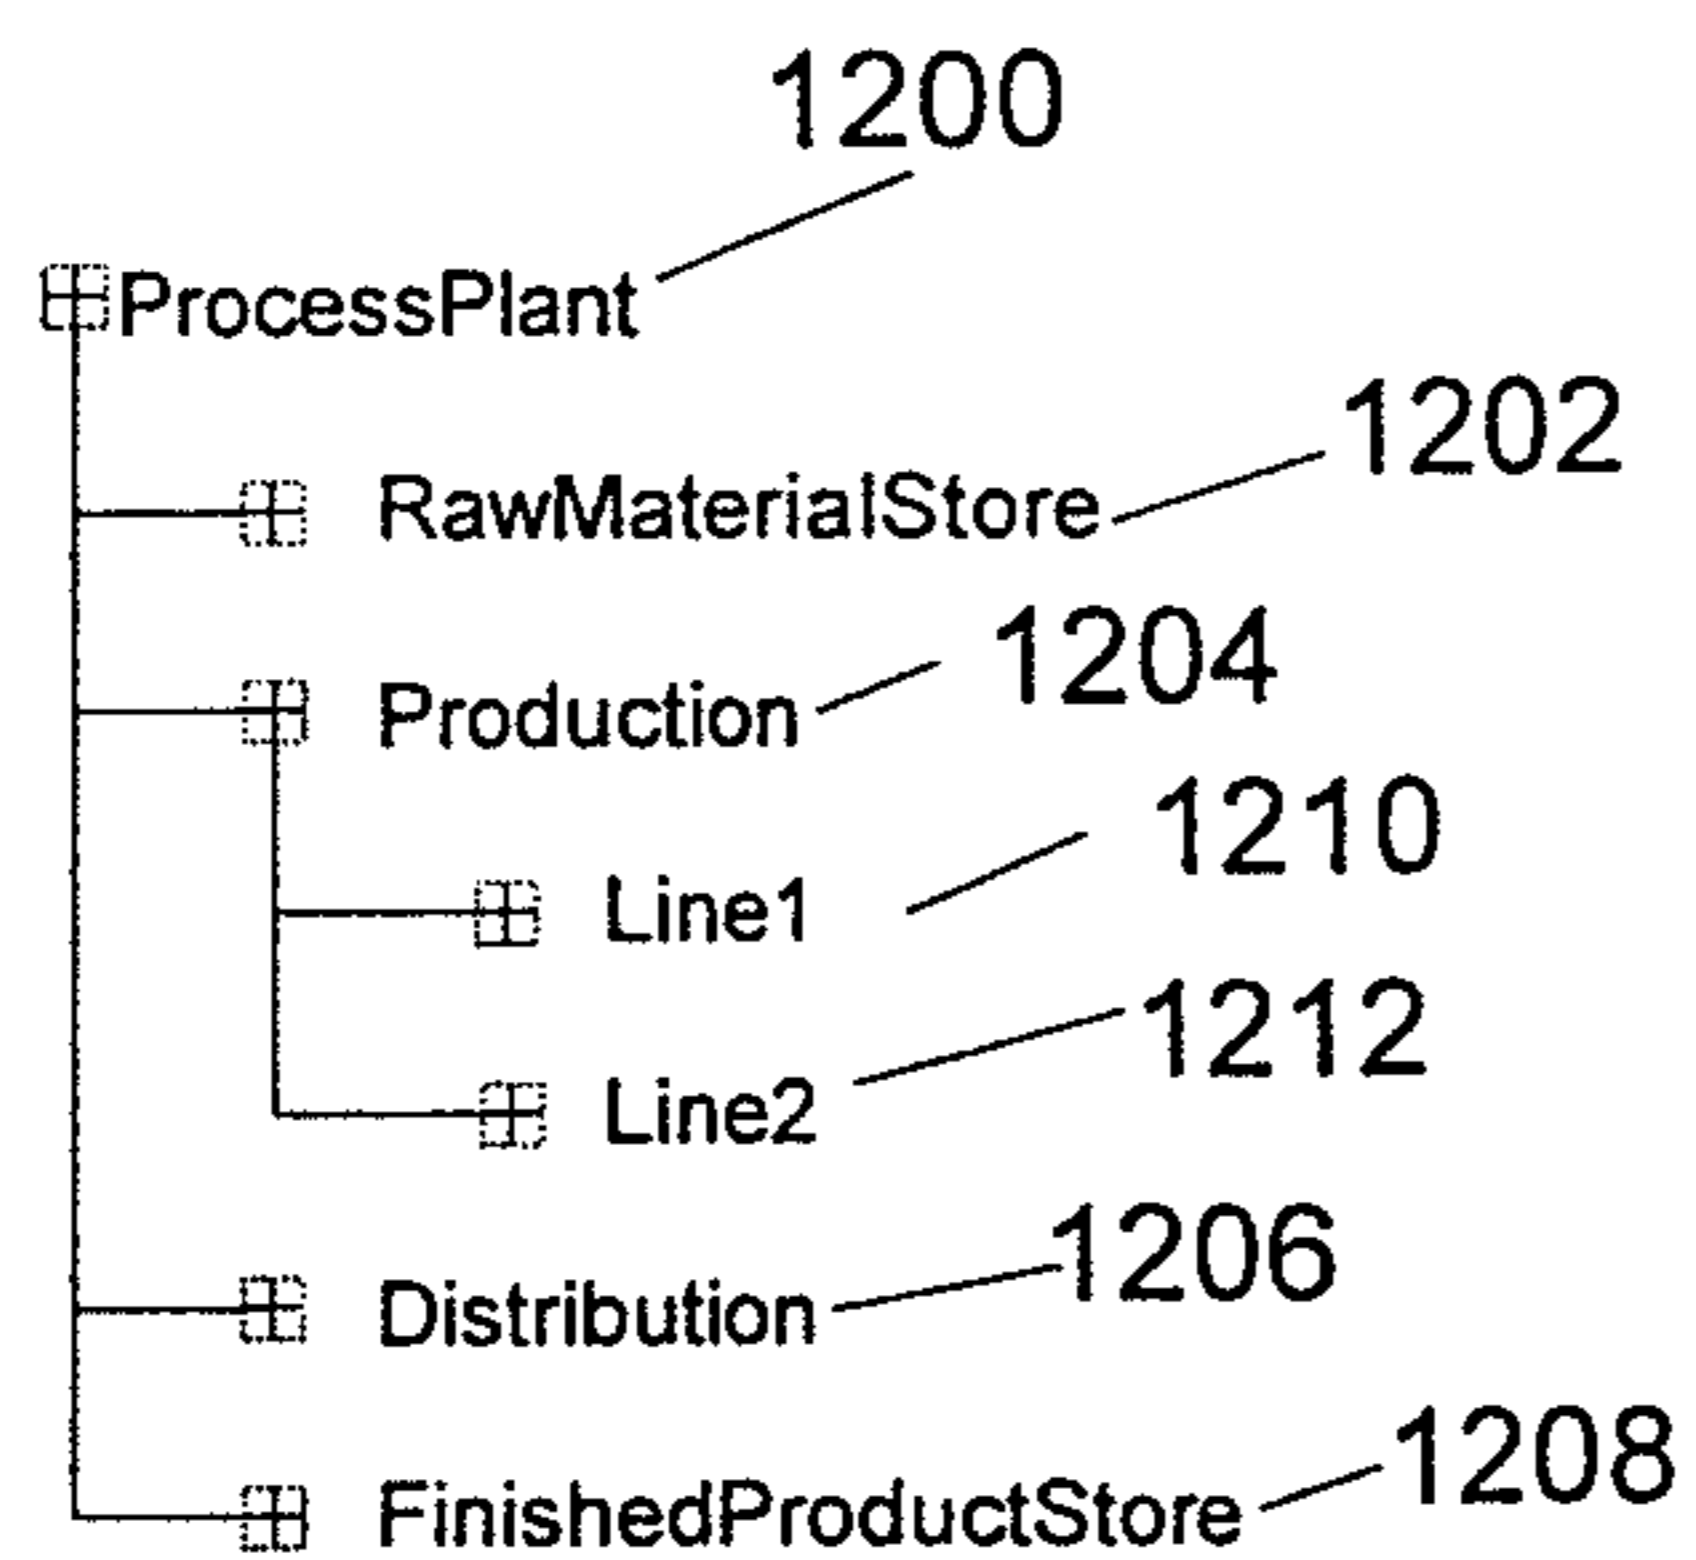 1200
ProcessPlant
1202
RawMaterialStore
1204
Production
1210
Line1
1212
Line2
1206
Distribution
1208
FinishedProductStore